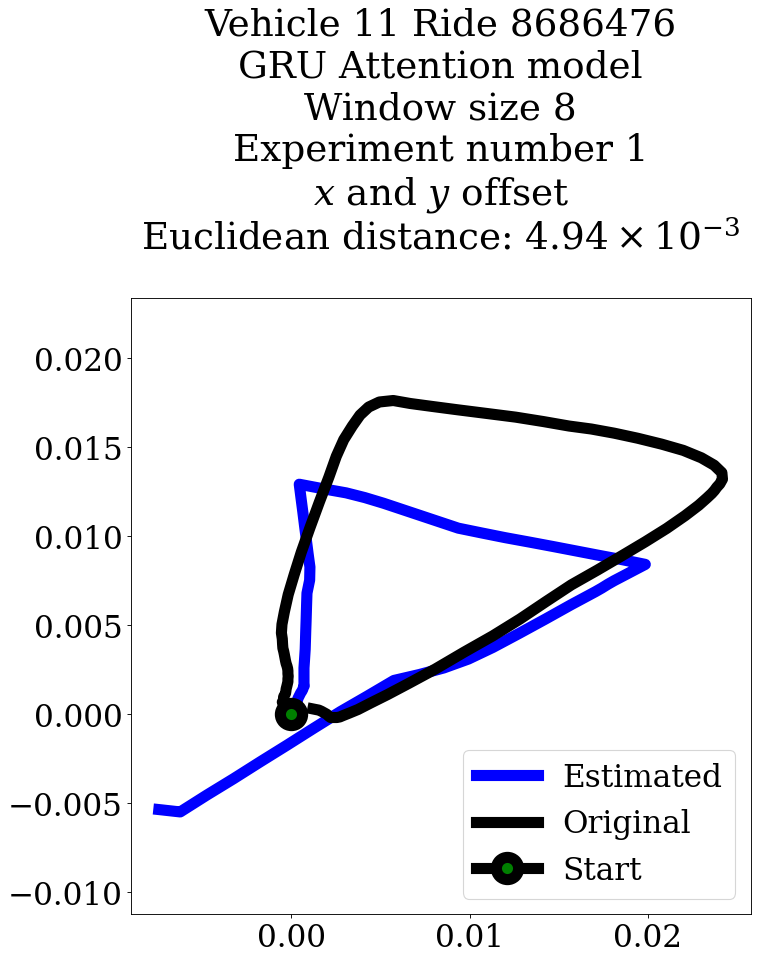 Vehicle 11 Ride 8686476
GRU Attention model
Window size 8
Experiment number 1
x and y offset
Euclidean distance: 4.94 × 10⁻³
0.020
0.015
0.010
0.005
0.000
−0.005
−0.010
Estimated
Original
Start
0.00 0.01 0.02